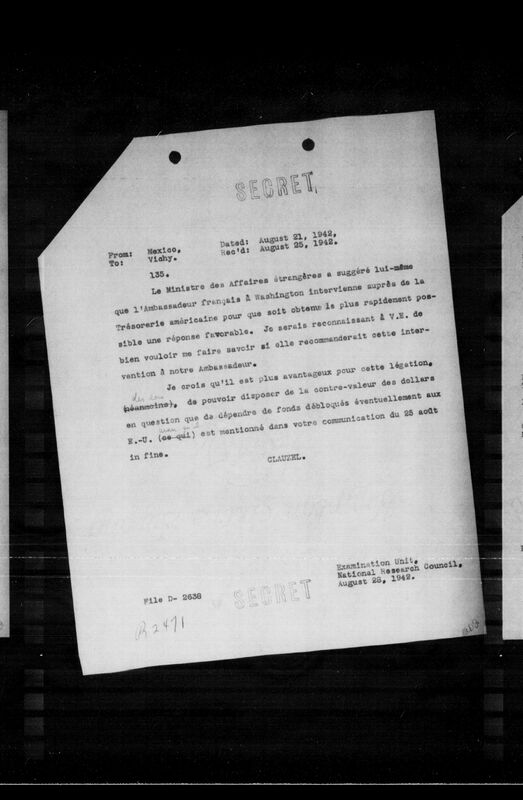 SECRET
From: Mexico. Dated: August 21, 1942.
To: Vichy. Rec'd: August 25, 1942.
135.
Le Ministre des Affaires étrangères a suggéré lui-même
que l'Ambassadeur français à Washington intervienne auprès de la
Trésorerie américaine pour que soit obtenue le plus rapidement pos-
sible une réponse favorable. Je serais reconnaissant à V.E. de
bien vouloir me faire savoir si elle recommanderait cette inter-
vention à notre Ambassadeur.
Je crois qu'il est plus avantageux pour cette légation,
(néanmoins), de pouvoir disposer de la contre-valeur des dollars
en question que de dépendre de fonds débloqués éventuellement aux
E.-U. (ce qui) est mentionné dans votre communication du 25 août
in fine.
CLAUZEL.
Examination Unit,
National Research Council,
August 28, 1942.
File D- 2638
SECRET
R 2471